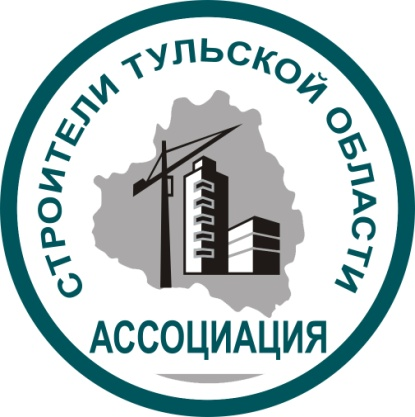 СТРОИТЕЛИ ТУЛЬСКОЙ ОБЛАСТИ
АССОЦИАЦИЯ